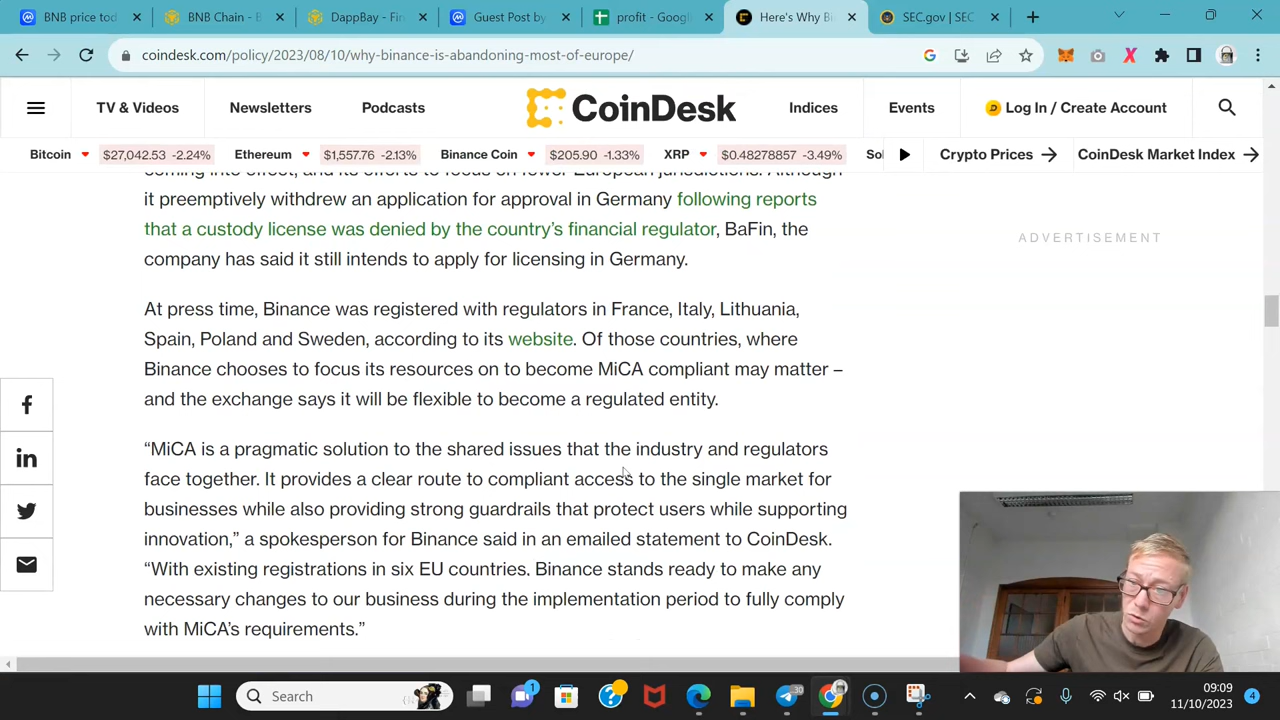 BNB price tod
BNB Chain - B
DappBay - Fin
Guest Post by
profit - Googl
Here's Why Bi
SEC.gov | SEC
coindesk.com/policy/2023/08/10/why-binance-is-abandoning-most-of-europe/
TV & Videos
Newsletters
Podcasts
CoinDesk
Indices
Events
Log In / Create Account
Bitcoin $27,042.53 -2.24% Ethereum $1,557.76 -2.13% Binance Coin $205.90 -1.33% XRP $0.48278857 -3.49% Sol
Crypto Prices
CoinDesk Market Index
coming into effect, and its efforts to focus on fewer European jurisdictions. Although
it preemptively withdrew an application for approval in Germany following reports
that a custody license was denied by the country's financial regulator, BaFin, the
company has said it still intends to apply for licensing in Germany.
ADVERTISEMENT
At press time, Binance was registered with regulators in France, Italy, Lithuania,
Spain, Poland and Sweden, according to its website. Of those countries, where
Binance chooses to focus its resources on to become MiCA compliant may matter –
and the exchange says it will be flexible to become a regulated entity.
“MiCA is a pragmatic solution to the shared issues that the industry and regulators
face together. It provides a clear route to compliant access to the single market for
businesses while also providing strong guardrails that protect users while supporting
innovation,” a spokesperson for Binance said in an emailed statement to CoinDesk.
“With existing registrations in six EU countries. Binance stands ready to make any
necessary changes to our business during the implementation period to fully comply
with MiCA’s requirements.”
Search
1
30
09:09
11/10/2023
4